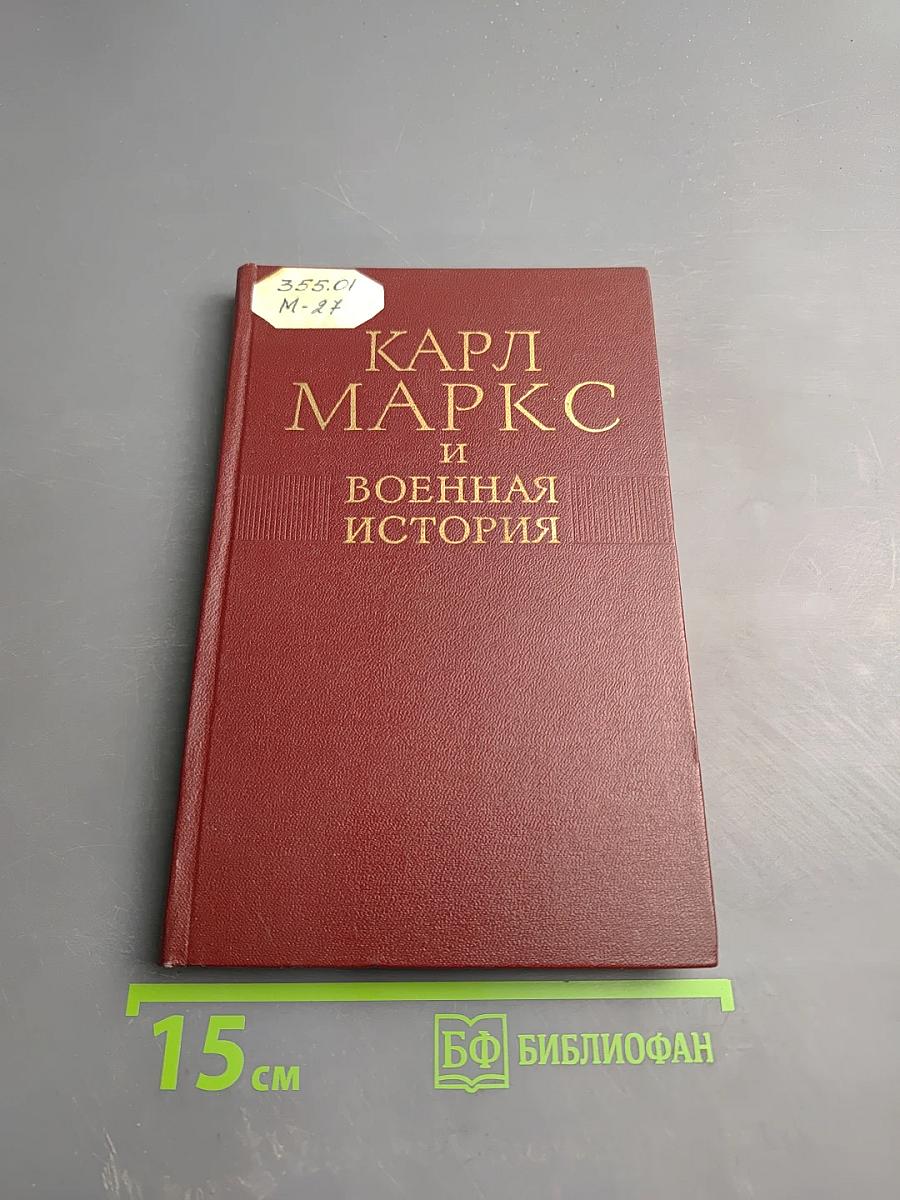 355.01
М-27
КАРЛ
МАРКС
И
ВОЕННАЯ
ИСТОРИЯ
15 см
БФ БИБЛИОФАН